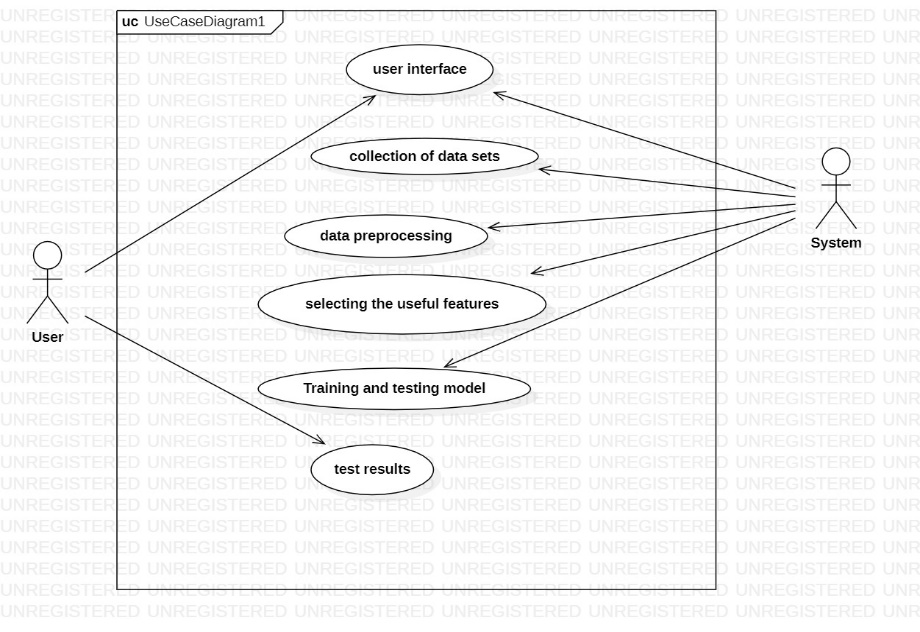 uc UseCaseDiagram1
user interface
collection of data sets
data preprocessing
selecting the useful features
Training and testing model
test results
User
System
UNREGISTERED